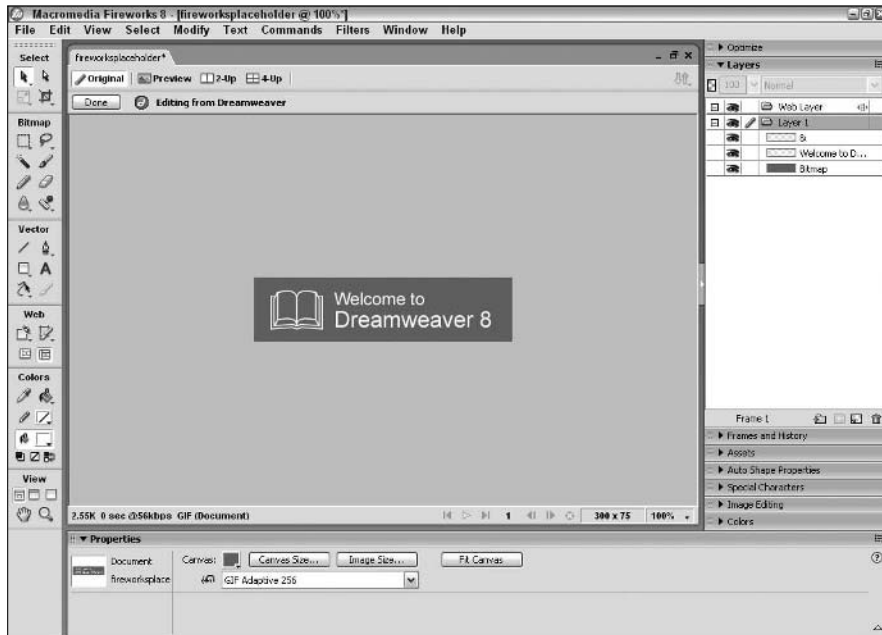 Macromedia Fireworks 8 - [fireworksplaceholder @ 100%*]
File Edit View Select Modify Text Commands Filters Window Help
Select
Bitmap
Vector
Web
Colors
View
fireworksplaceholder*
Original Preview 2-Up 4-Up
Done Editing from Dreamweaver
Welcome to
Dreamweaver 8
2.55K 0 sec @56kbps GIF (Document) 1 300 x 75 100%
Optimize
Layers
100 Normal
Web Layer
Layer 1
&
Welcome to D...
Bitmap
Frame 1
Frames and History
Assets
Auto Shape Properties
Special Characters
Image Editing
Colors
Properties
Document Canvas: Canvas Size... Image Size... Fit Canvas
fireworksplace GIF Adaptive 256